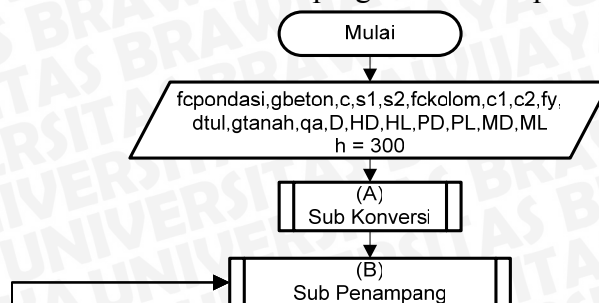 Mulai
fcpondasi,gbeton,c,s1,s2,fckolom,c1,c2,fy,
dtul,gtanah,qa,D,HD,HL,PD,PL,MD,ML
h = 300
(A)
Sub Konversi
(B)
Sub Penampang